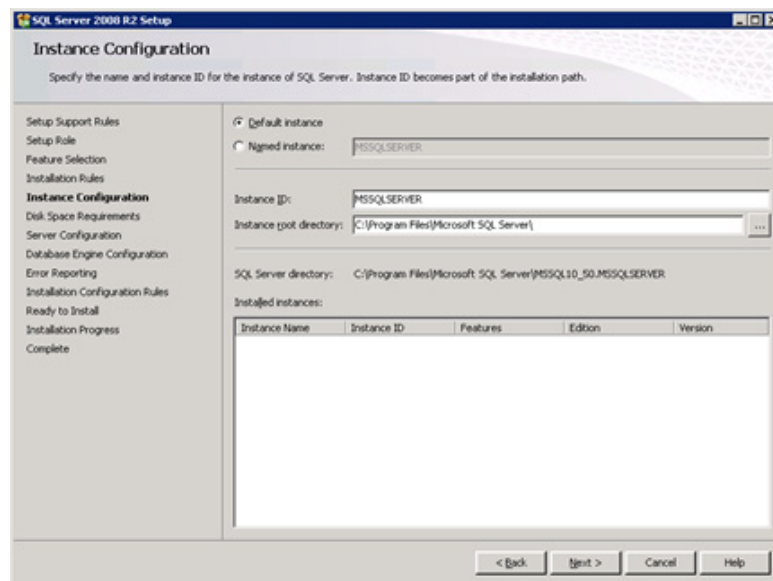 SQL Server 2008 R2 Setup
Instance Configuration
Specify the name and instance ID for the instance of SQL Server. Instance ID becomes part of the installation path.
Setup Support Rules
Setup Role
Feature Selection
Installation Rules
Instance Configuration
Disk Space Requirements
Server Configuration
Database Engine Configuration
Error Reporting
Installation Configuration Rules
Ready to Install
Installation Progress
Complete
Default instance
Named instance: MSSQLSERVER
Instance ID: MSSQLSERVER
Instance root directory: C:\Program Files\Microsoft SQL Server\ ...
SQL Server directory: C:\Program Files\Microsoft SQL Server\MSSQL10_50.MSSQLSERVER
Installed instances:
Instance Name Instance ID Features Edition Version
< Back Next > Cancel Help